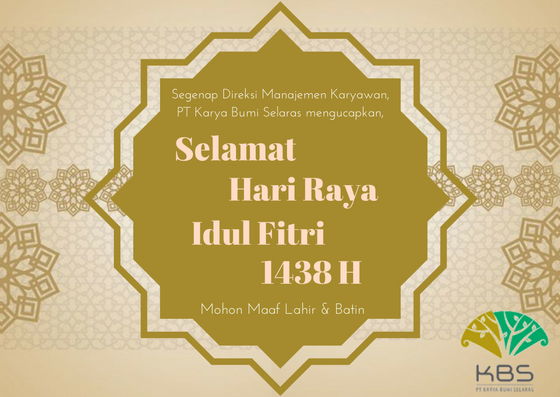 Segenap Direksi Manajemen Karyawan,
PT Karya Bumi Selaras mengucapkan,
Selamat
Hari Raya
Idul Fitri
1438 H
Mohon Maaf Lahir & Batin
KBS
PT KARYA BUMI SELARAS